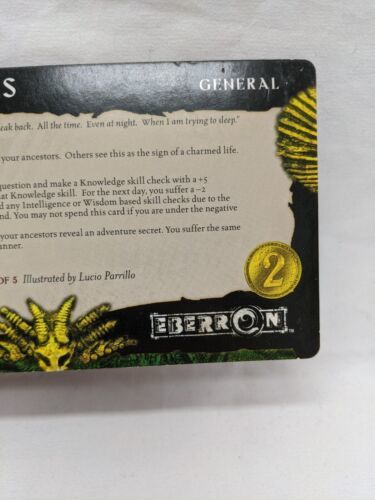 S GENERAL
eak back. All the time. Even at night. When I am trying to sleep."
your ancestors. Others see this as the sign of a charmed life.
question and make a Knowledge skill check with a +5
at Knowledge skill. For the next day, you suffer a -2
d any Intelligence or Wisdom based skill checks due to the
nd. You may not spend this card if you are under the negative
your ancestors reveal an adventure secret. You suffer the same
anner.
OF 5 Illustrated by Lucio Parrillo
2
EBERRON